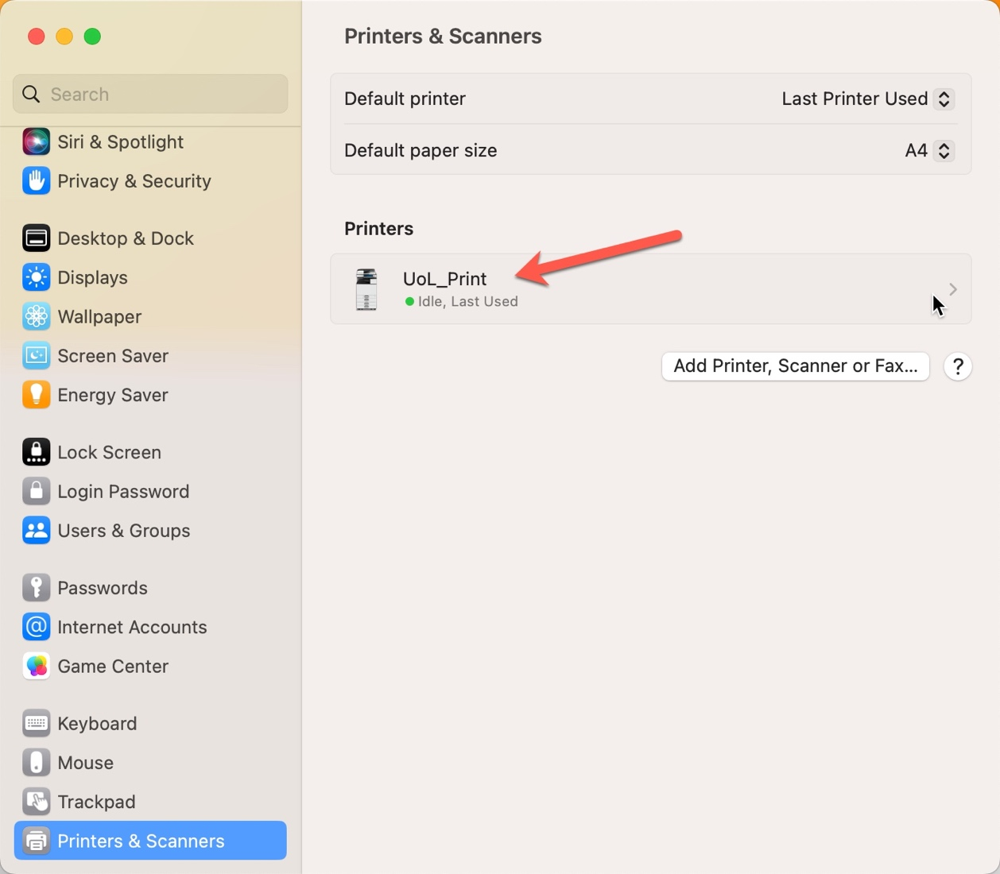 Search
Siri & Spotlight
Privacy & Security
Desktop & Dock
Displays
Wallpaper
Screen Saver
Energy Saver
Lock Screen
Login Password
Users & Groups
Passwords
Internet Accounts
Game Center
Keyboard
Mouse
Trackpad
Printers & Scanners
Printers & Scanners
Default printer Last Printer Used
Default paper size A4
Printers
UoL_Print
Idle, Last Used
Add Printer, Scanner or Fax... ?